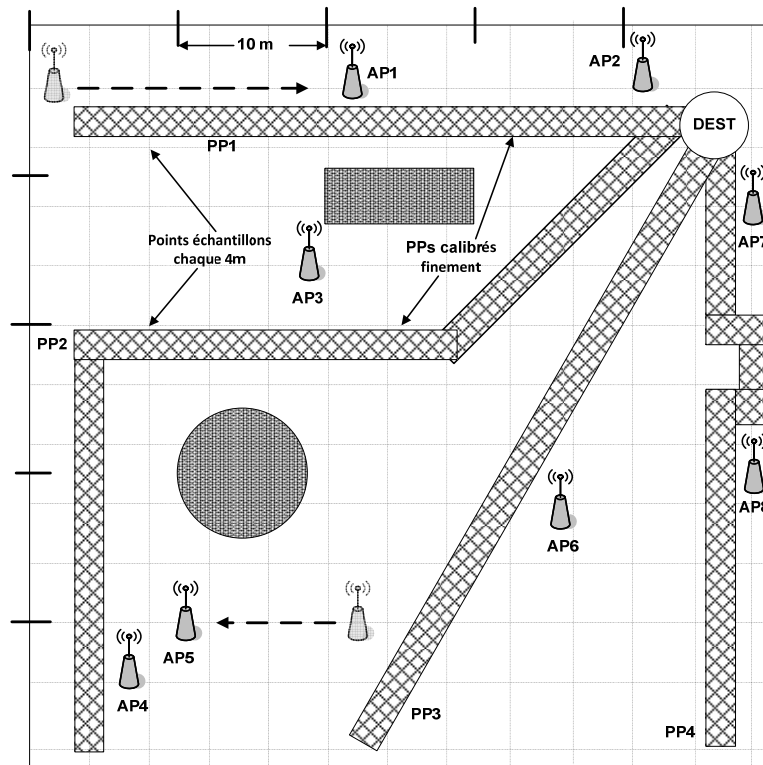 10 m
AP1
AP2
DEST
PP1
Points échantillons
chaque 4m
PPs calibrés
finement
AP3
AP7
PP2
AP6
AP8
AP5
AP4
PP3
PP4